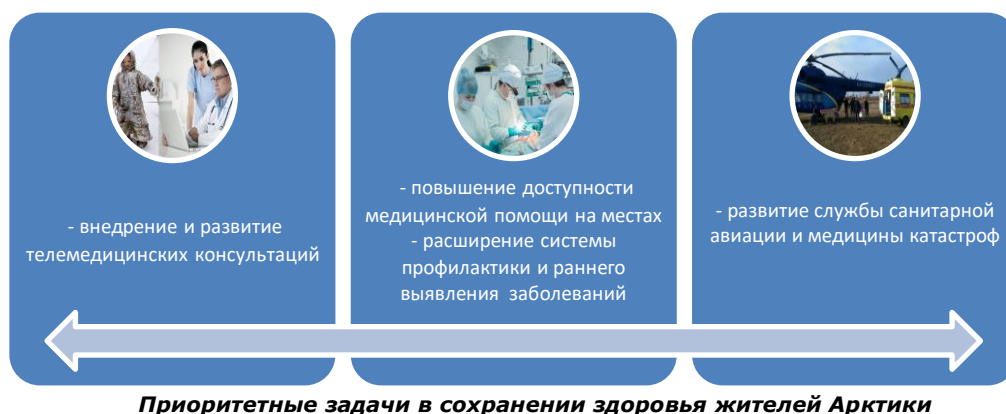 - внедрение и развитие
телемедицинских консультаций
- повышение доступности
медицинской помощи на местах
- расширение системы
профилактики и раннего
выявления заболеваний
- развитие службы санитарной
авиации и медицины катастроф
Приоритетные задачи в сохранении здоровья жителей Арктики